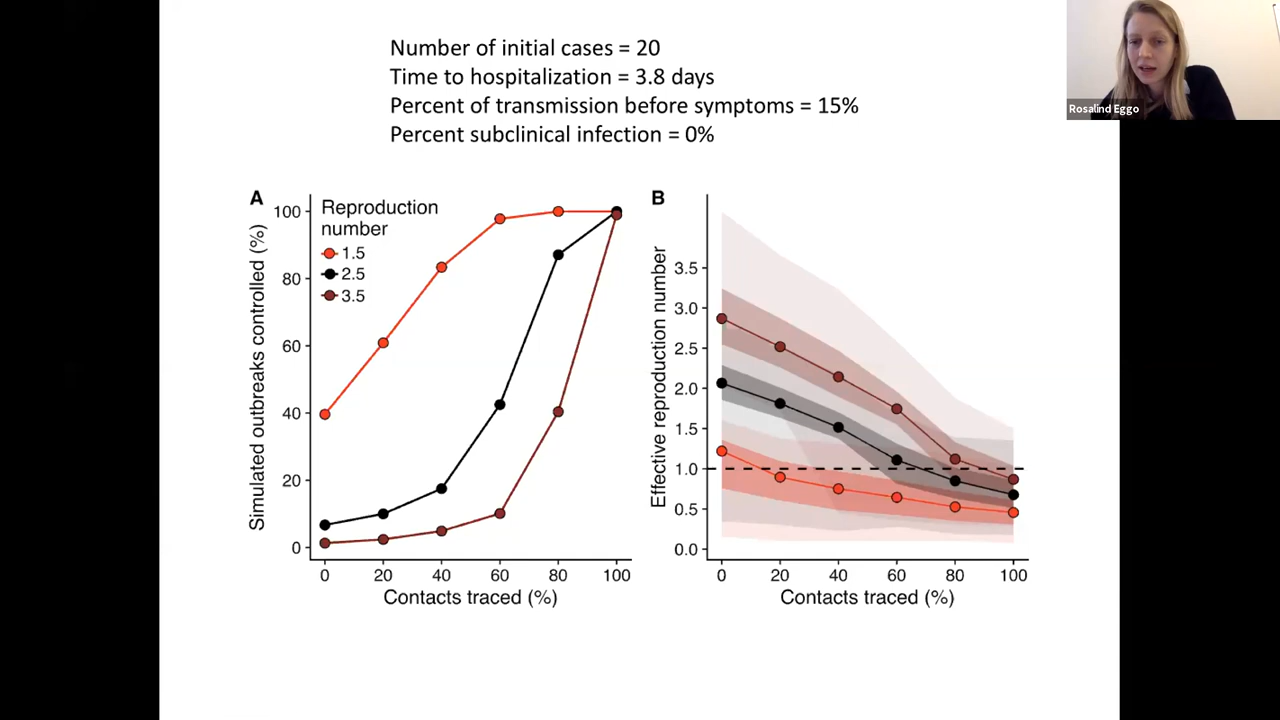 Number of initial cases = 20
Time to hospitalization = 3.8 days
Percent of transmission before symptoms = 15%
Percent subclinical infection = 0%
Rosalind Eggo
A
Reproduction
number
1.5
2.5
3.5
Simulated outbreaks controlled (%)
100
80
60
40
20
0
0 20 40 60 80 100
Contacts traced (%)
B
Effective reproduction number
3.5
3.0
2.5
2.0
1.5
1.0
0.5
0.0
0 20 40 60 80 100
Contacts traced (%)